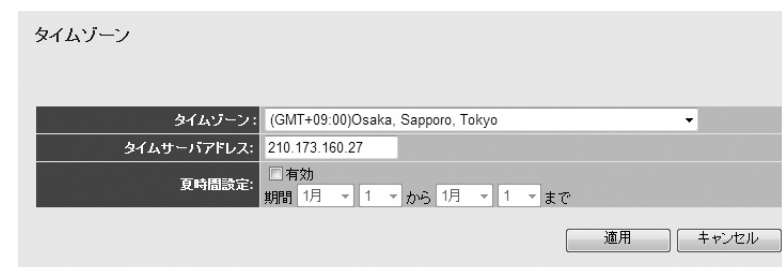 タイムゾーン
タイムゾーン: (GMT+09:00)Osaka, Sapporo, Tokyo
タイムサーバアドレス: 210.173.160.27
夏時間設定: 有効
期間 1月 1 から 1月 1 まで
適用 キャンセル